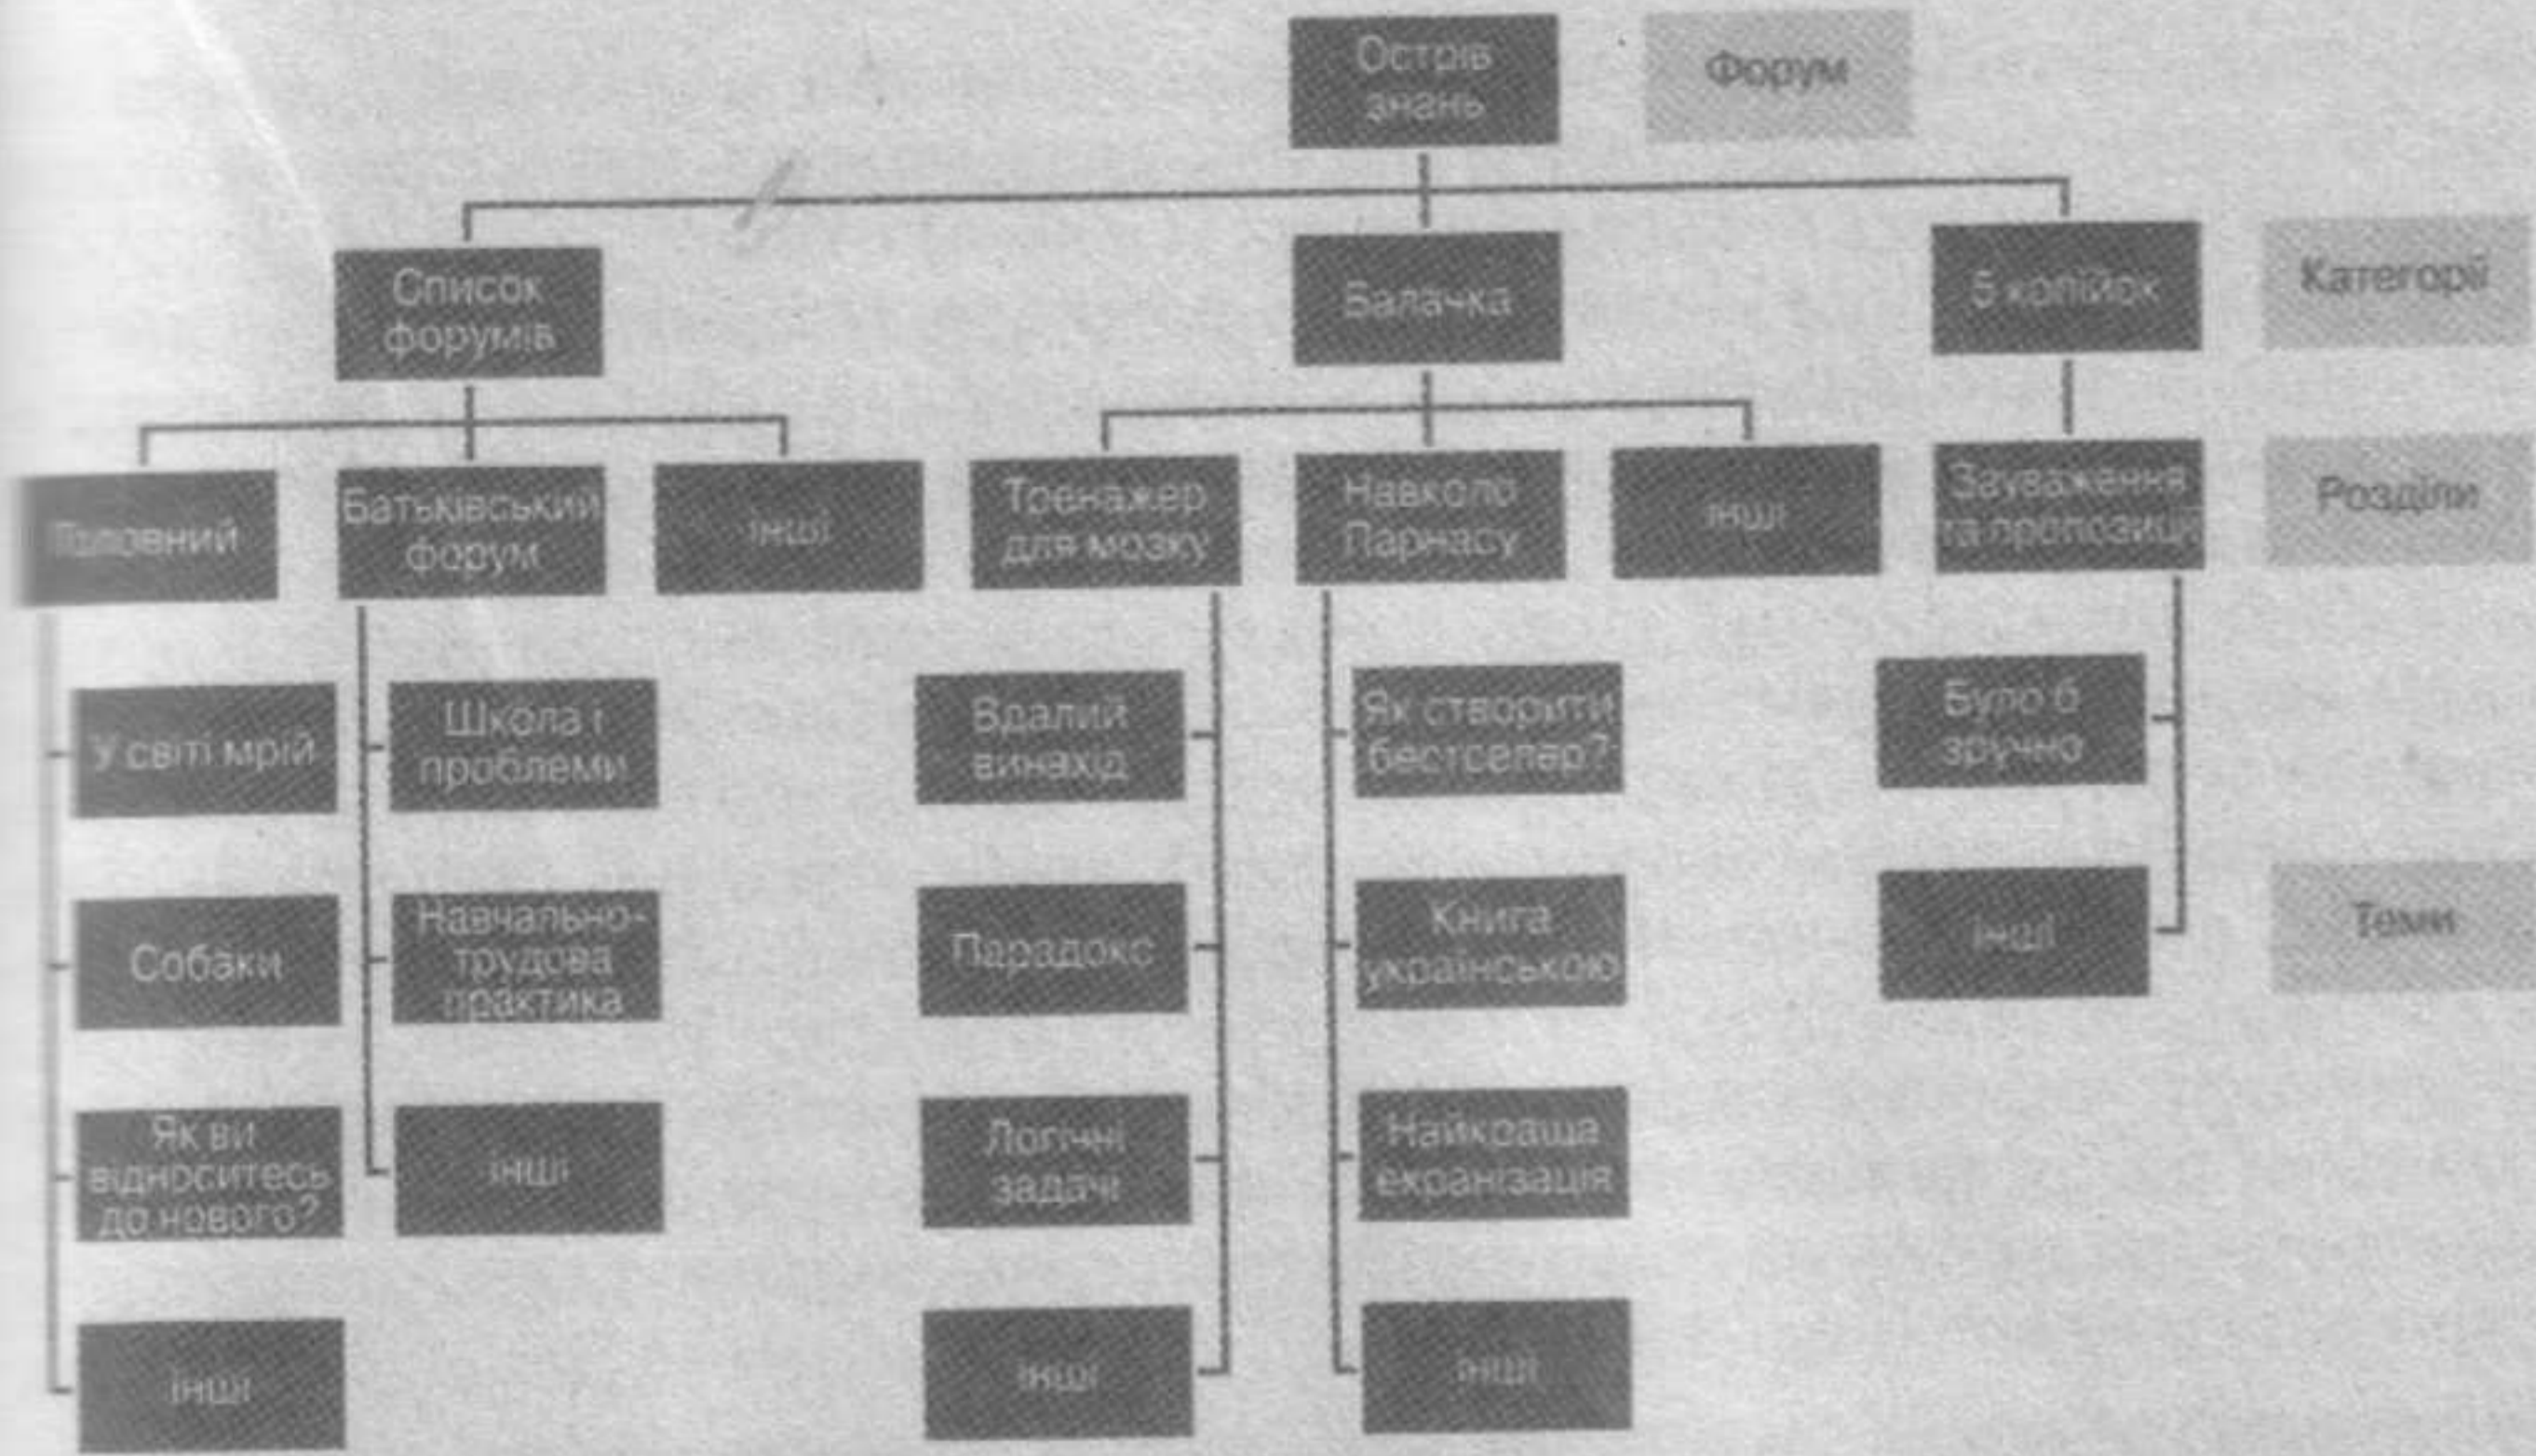 Острів
знань
Форум
Список
форумів
Балачка
5 копійок
Категорії
Головний
Батьківський
форум
інші
Тренажер
для мозку
Навколо
Парнасу
інші
Зауваження
та пропозиції
Розділи
У світі мрій
Школа і
проблеми
Вдалий
винахід
Як створити
бестселер?
Було б
зручно
Собаки
Навчально-
трудова
практика
Парадокс
Книга
українською
інші
Теми
Як ви
відноситесь
до нового?
інші
Логічні
задачі
Найкраща
екранізація
інші
інші
інші